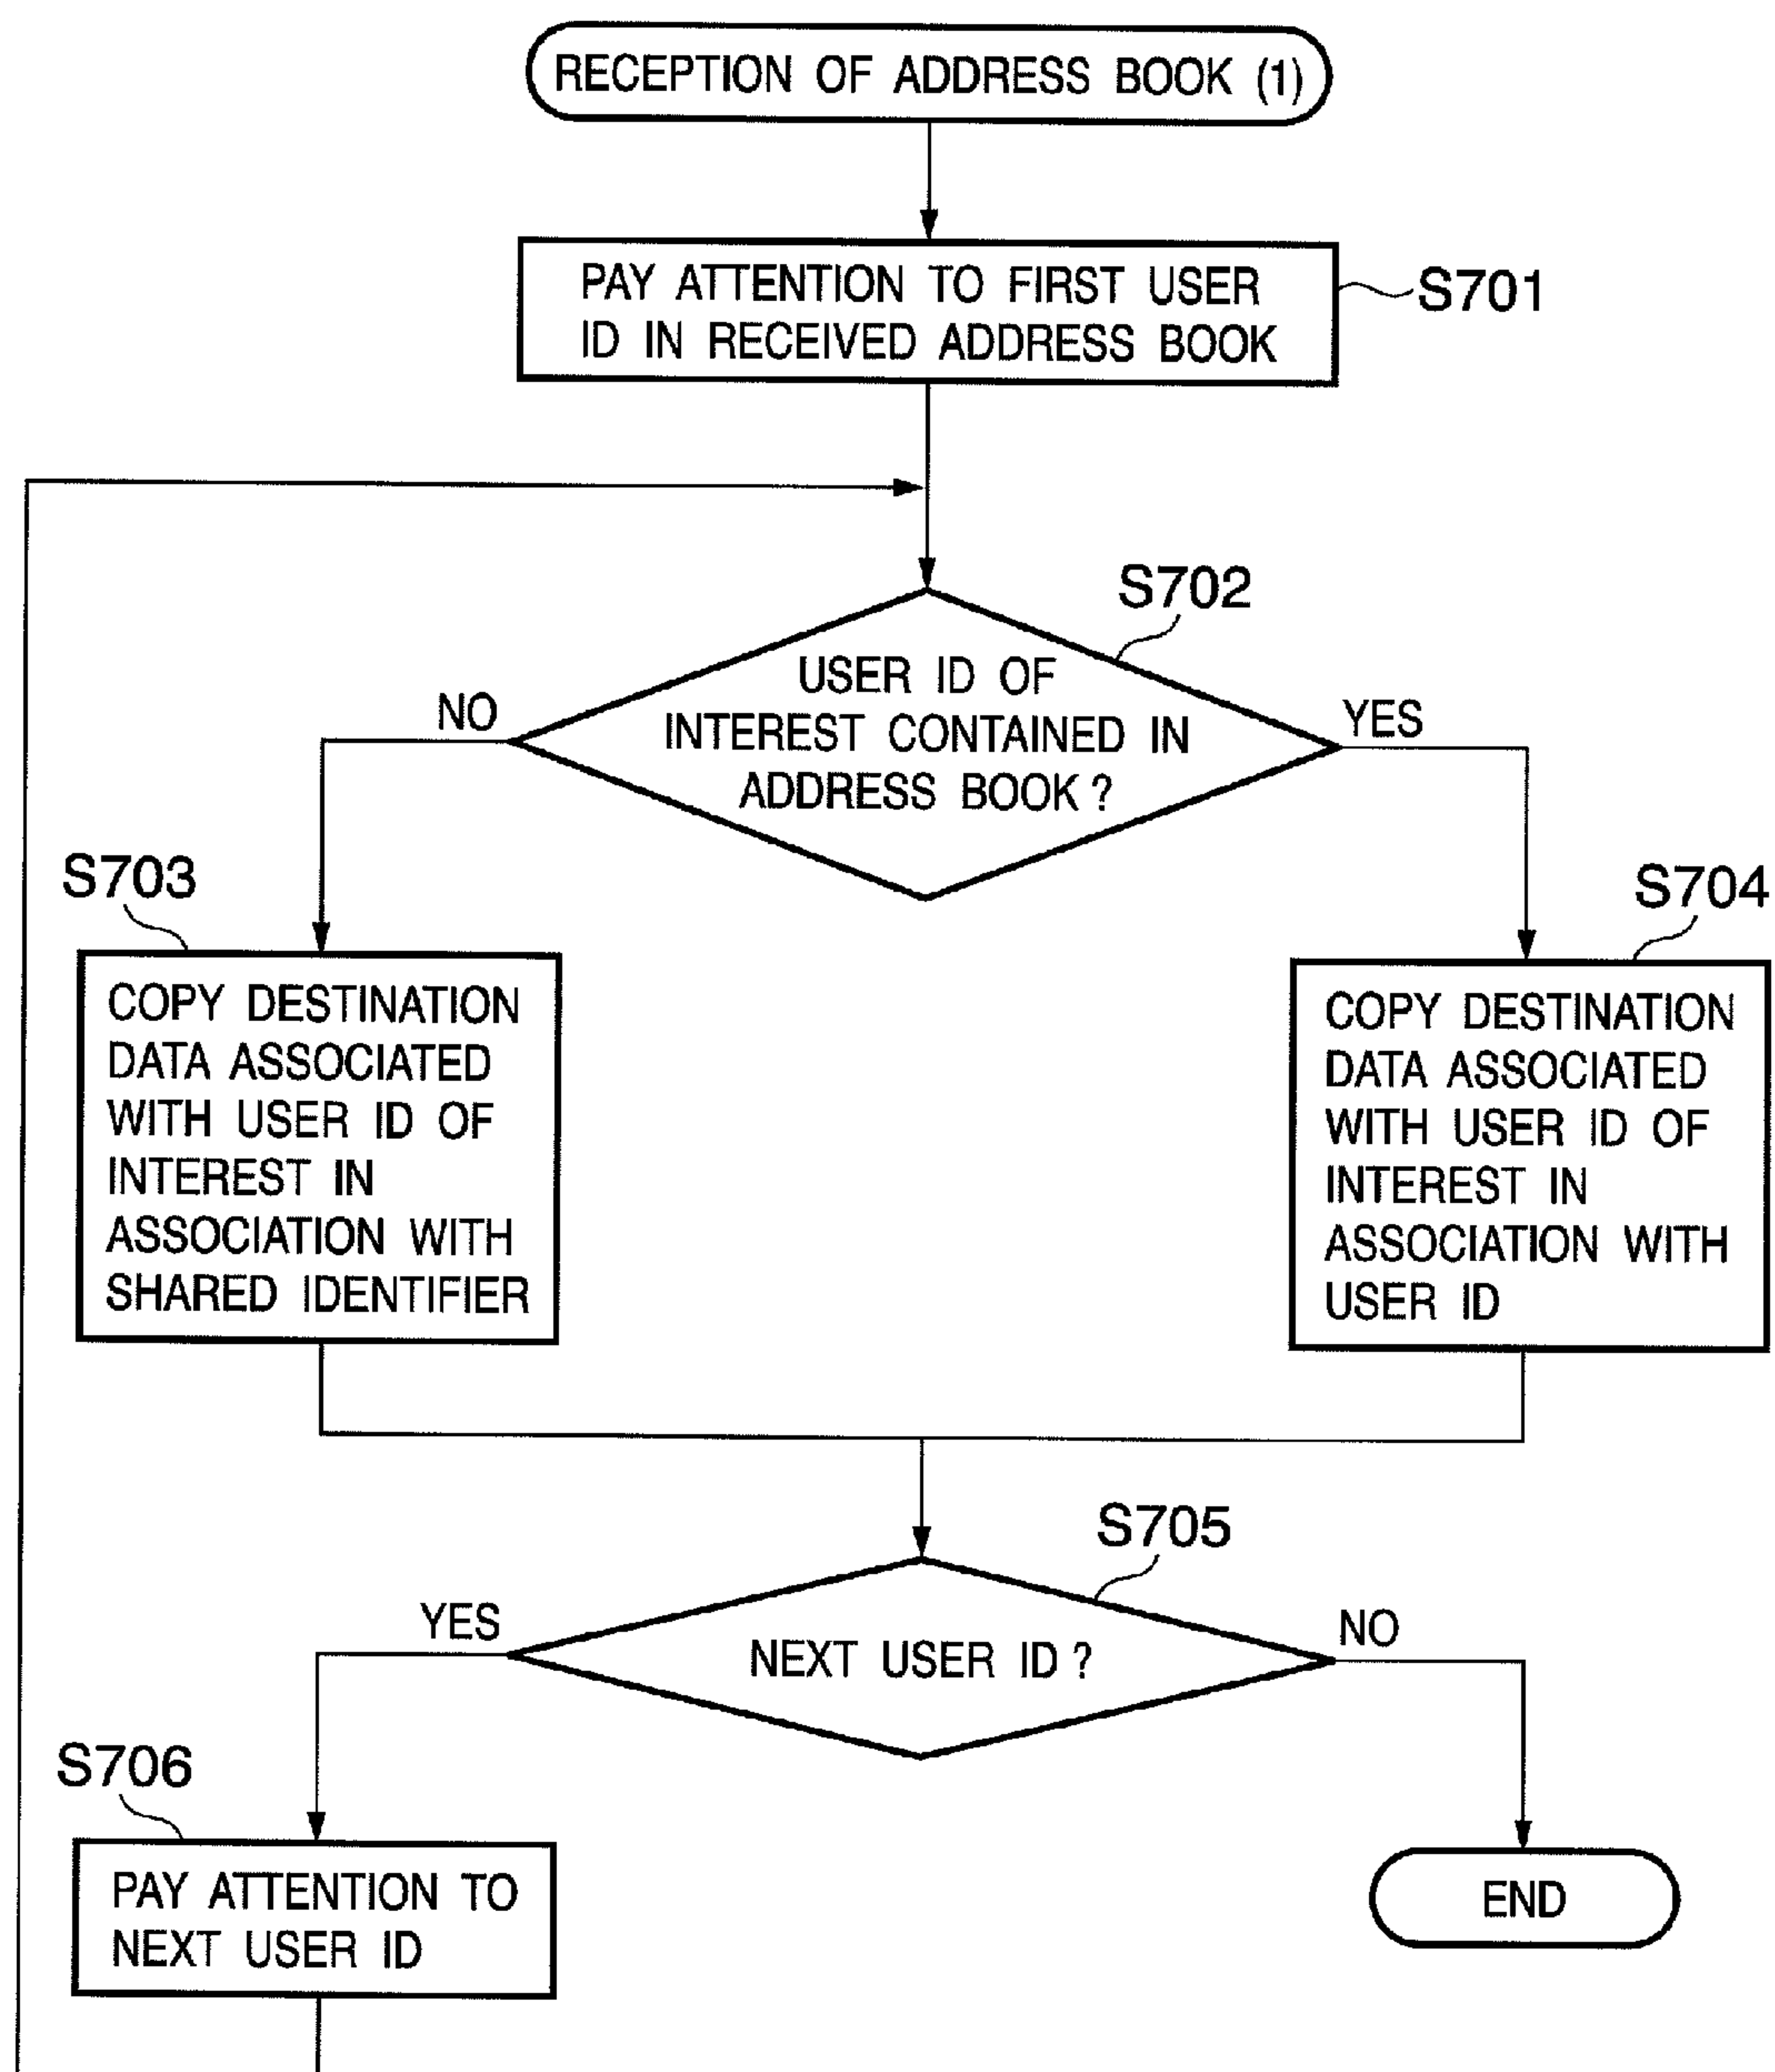 RECEPTION OF ADDRESS BOOK (1)
PAY ATTENTION TO FIRST USER
ID IN RECEIVED ADDRESS BOOK
S701
S702
USER ID OF
INTEREST CONTAINED IN
ADDRESS BOOK ?
NO
YES
S703
COPY DESTINATION
DATA ASSOCIATED
WITH USER ID OF
INTEREST IN
ASSOCIATION WITH
SHARED IDENTIFIER
S704
COPY DESTINATION
DATA ASSOCIATED
WITH USER ID OF
INTEREST IN
ASSOCIATION WITH
USER ID
S705
YES
NEXT USER ID ?
NO
S706
PAY ATTENTION TO
NEXT USER ID
END